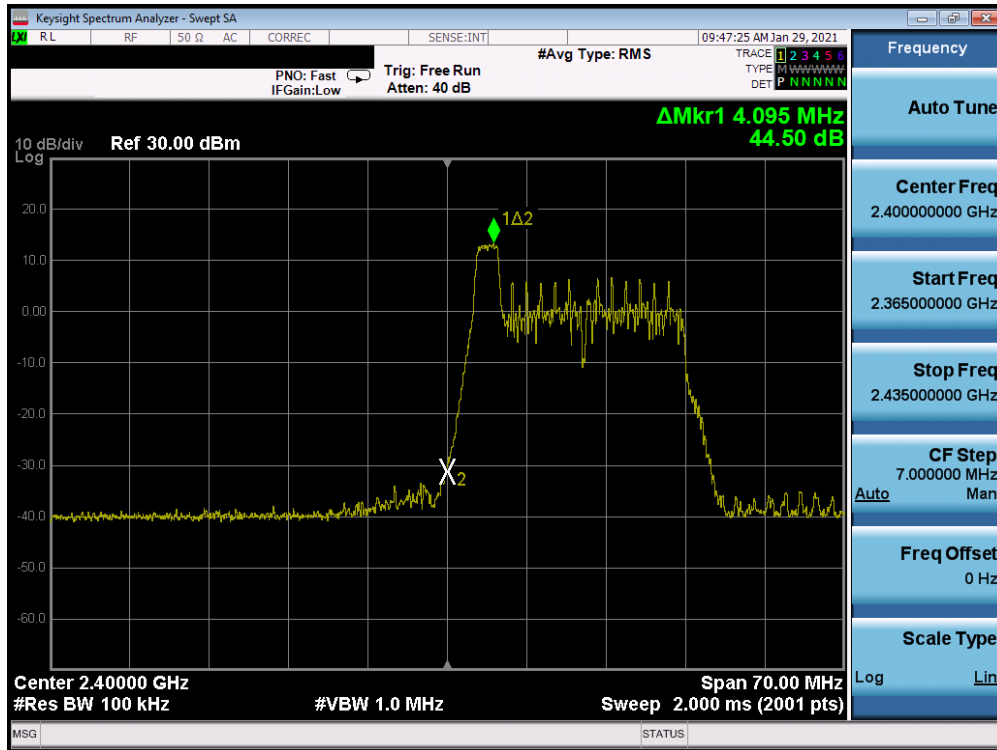 Keysight Spectrum Analyzer - Swept SA
LXI RL RF 50 Ω AC CORREC SENSE:INT 09:47:25 AM Jan 29, 2021
#Avg Type: RMS TRACE 1 2 3 4 5 6
PNO: Fast Trig: Free Run TYPE M WWWWW
IFGain:Low Atten: 40 dB DET P N N N N N
ΔMkr1 4.095 MHz
44.50 dB
10 dB/div Ref 30.00 dBm
Log
1Δ2
20.0
10.0
0.00
-10.0
-20.0
-30.0
2
-40.0
-50.0
-60.0
Center 2.40000 GHz Span 70.00 MHz
#Res BW 100 kHz #VBW 1.0 MHz Sweep 2.000 ms (2001 pts)
MSG STATUS
Frequency
Auto Tune
Center Freq
2.400000000 GHz
Start Freq
2.365000000 GHz
Stop Freq
2.435000000 GHz
CF Step
7.000000 MHz
Auto Man
Freq Offset
0 Hz
Scale Type
Log Lin